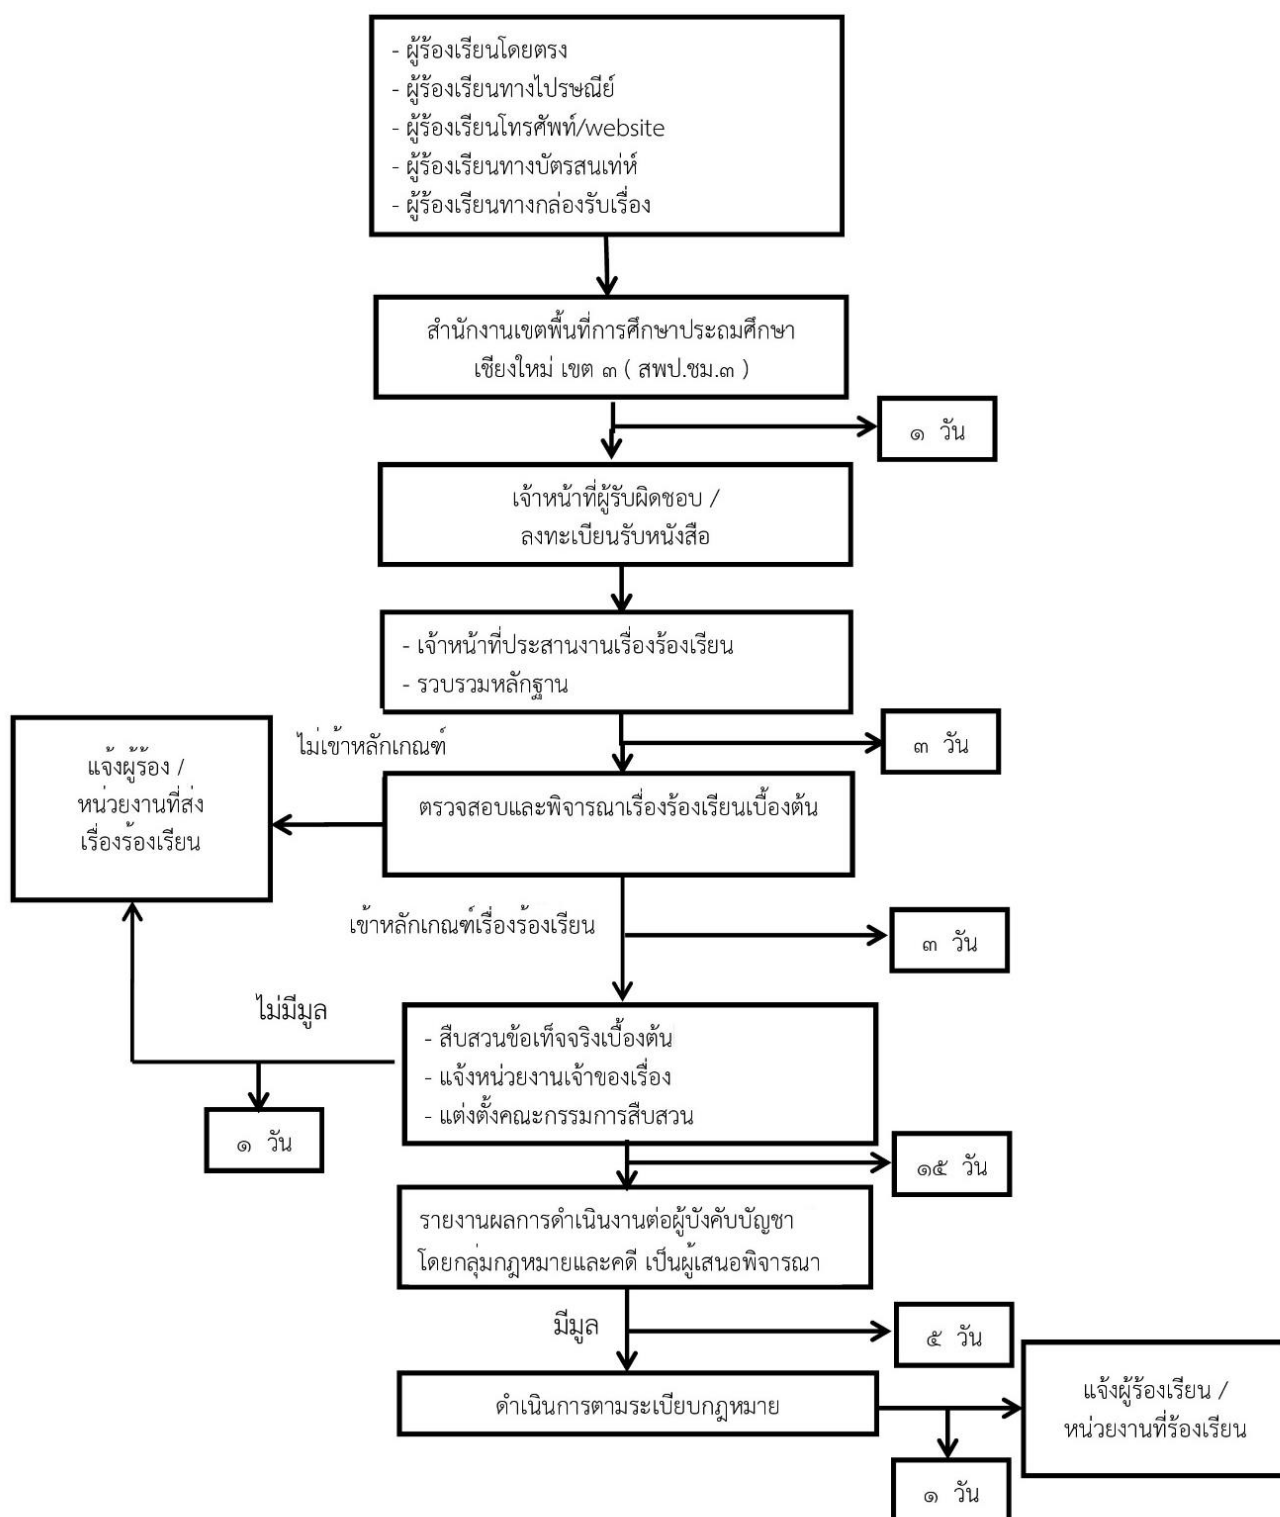 - ผู้ร้องเรียนโดยตรง
- ผู้ร้องเรียนทางไปรษณีย์
- ผู้ร้องเรียนโทรศัพท์/website
- ผู้ร้องเรียนทางบัตรสนเท่ห์
- ผู้ร้องเรียนทางกล่องรับเรื่อง
สำนักงานเขตพื้นที่การศึกษาประถมศึกษา
เชียงใหม่ เขต ๓ ( สพป.ชม.๓ )
๑ วัน
เจ้าหน้าที่ผู้รับผิดชอบ /
ลงทะเบียนรับหนังสือ
- เจ้าหน้าที่ประสานงานเรื่องร้องเรียน
- รวบรวมหลักฐาน
๓ วัน
ไม่เข้าหลักเกณฑ์
แจ้งผู้ร้อง /
หน่วยงานที่ส่ง
เรื่องร้องเรียน
ตรวจสอบและพิจารณาเรื่องร้องเรียนเบื้องต้น
เข้าหลักเกณฑ์เรื่องร้องเรียน
๓ วัน
ไม่มีมูล
- สืบสวนข้อเท็จจริงเบื้องต้น
- แจ้งหน่วยงานเจ้าของเรื่อง
- แต่งตั้งคณะกรรมการสืบสวน
๑ วัน
๑๕ วัน
รายงานผลการดำเนินงานต่อผู้บังคับบัญชา
โดยกลุ่มกฎหมายและคดี เป็นผู้เสนอพิจารณา
มีมูล
๕ วัน
ดำเนินการตามระเบียบกฎหมาย
แจ้งผู้ร้องเรียน /
หน่วยงานที่ร้องเรียน
๑ วัน